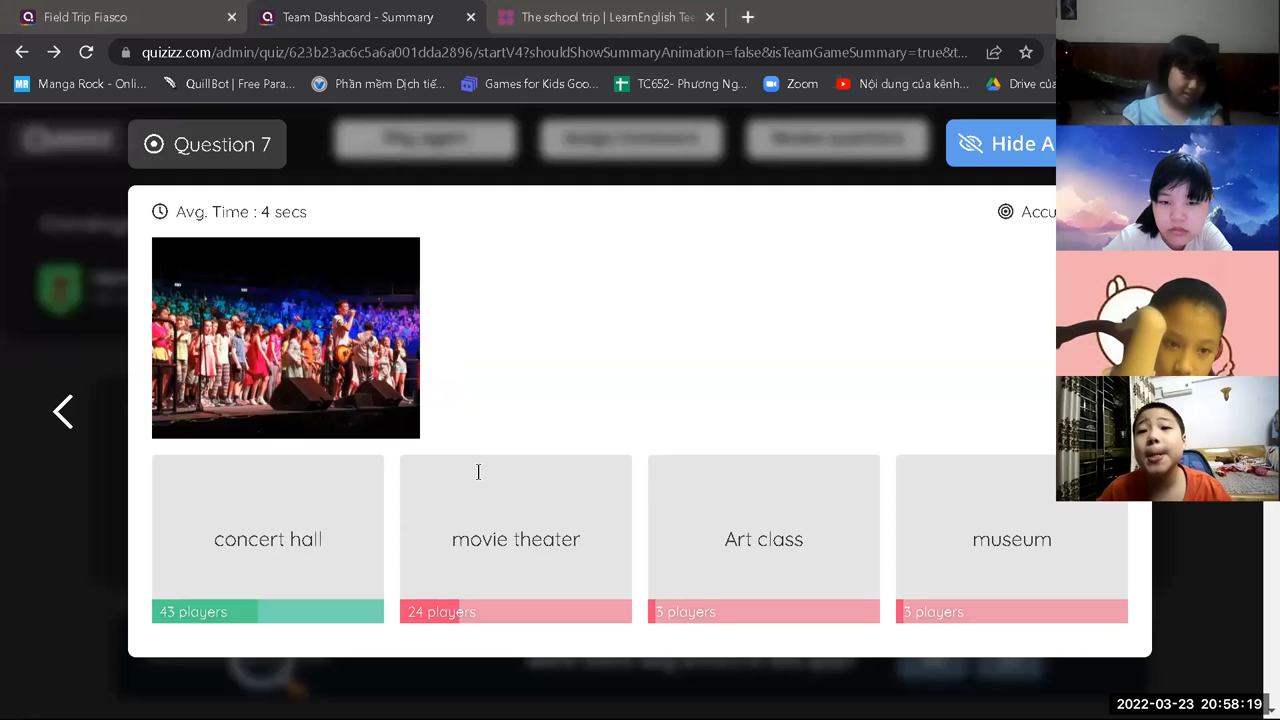 Field Trip Fiasco
Team Dashboard - Summary
The school trip | LearnEnglish Tee
quizizz.com/admin/quiz/623b23ac6c5a6a001dda2896/startV4?shouldShowSummaryAnimation=false&isTeamGameSummary=true&t...
MR Manga Rock - Onli...
QuillBot | Free Para...
Phần mềm Dịch tiế...
Games for Kids Goo...
TC652- Phương Ng...
Zoom
Nội dung của kênh...
Drive củ
Question 7
Hide A
Avg. Time : 4 secs
Accu
concert hall
movie theater
Art class
museum
43 players
24 players
3 players
3 players
2022-03-23 20:58:19